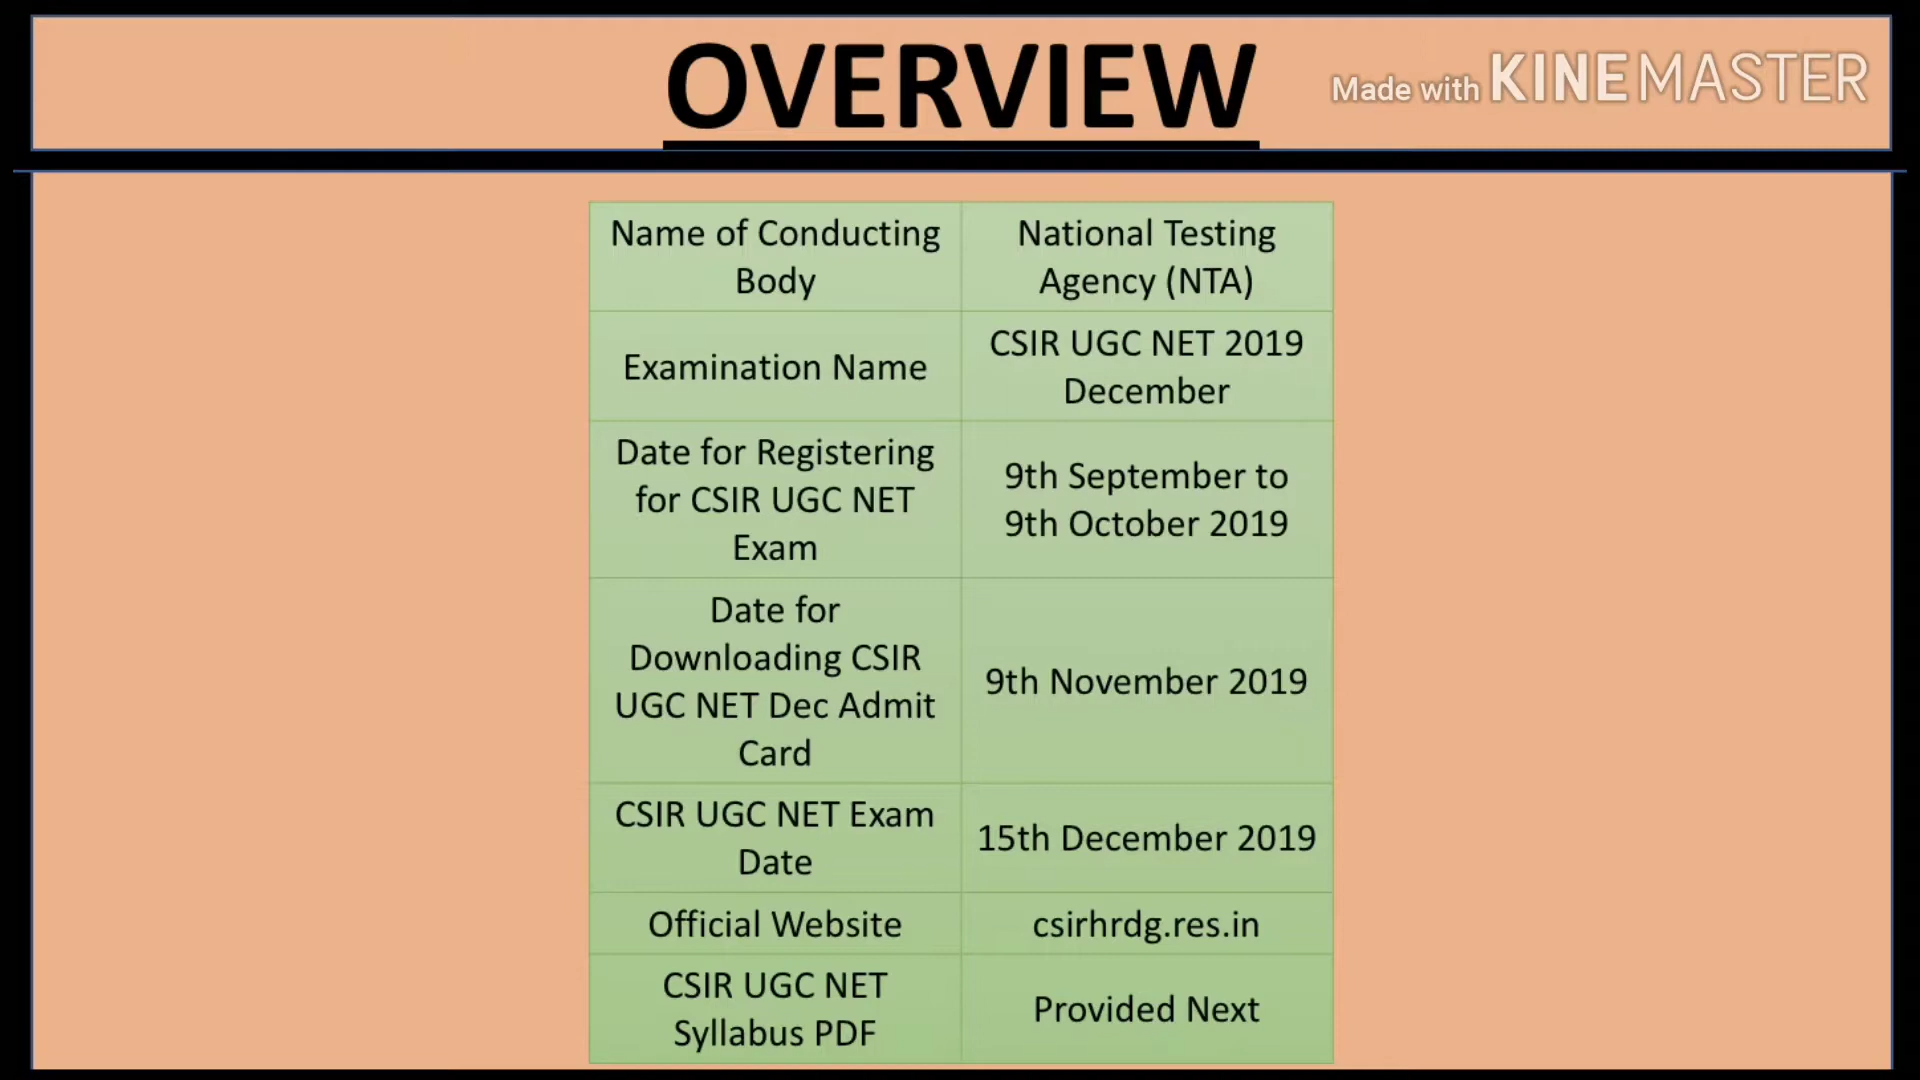 OVERVIEW
Made with KINEMASTER
Name of Conducting
Body
National Testing
Agency (NTA)
Examination Name
CSIR UGC NET 2019
December
Date for Registering
for CSIR UGC NET
Exam
9th September to
9th October 2019
Date for
Downloading CSIR
UGC NET Dec Admit
Card
9th November 2019
CSIR UGC NET Exam
Date
15th December 2019
Official Website
csirhrdg.res.in
CSIR UGC NET
Syllabus PDF
Provided Next